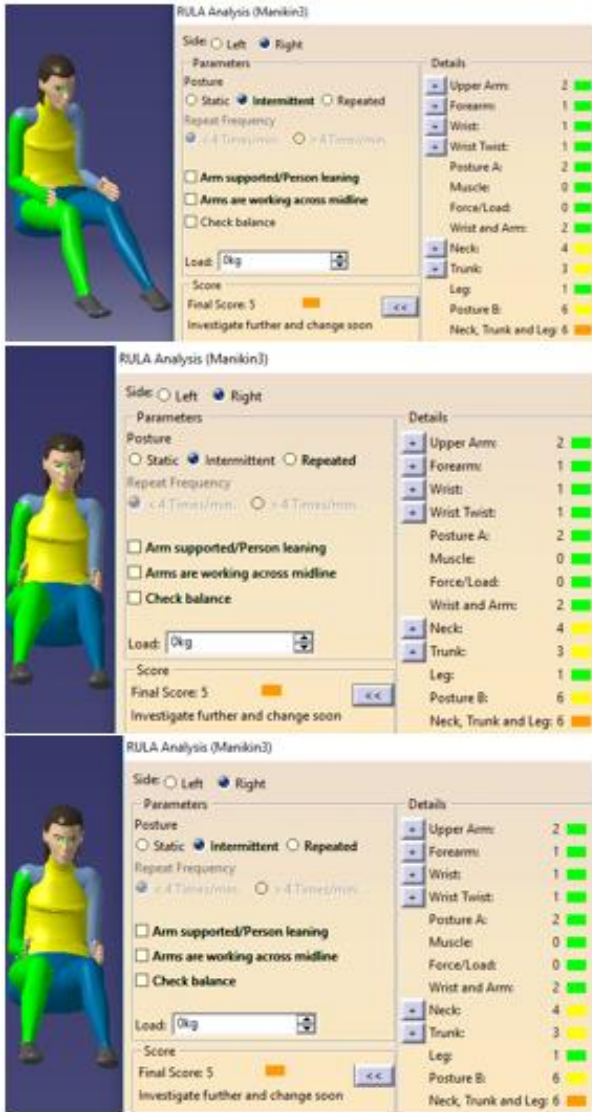 RULA Analysis (Manikin3)
Side: Left Right
Parameters
Posture
Static Intermittent Repeated
Repeat Frequency
< 4 Times/min. > 4 Times/min.
Arm supported/Person leaning
Arms are working across midline
Check balance
Load: 0kg
Score
Final Score: 5
<<
Investigate further and change soon
Details
+ Upper Arm: 2
+ Forearm: 1
+ Wrist: 1
+ Wrist Twist: 1
Posture A: 2
Muscle: 0
Force/Load: 0
Wrist and Arm: 2
+ Neck: 4
+ Trunk: 3
Leg: 1
Posture B: 6
Neck, Trunk and Leg: 6
RULA Analysis (Manikin3)
Side: Left Right
Parameters
Posture
Static Intermittent Repeated
Repeat Frequency
< 4 Times/min. > 4 Times/min.
Arm supported/Person leaning
Arms are working across midline
Check balance
Load: 0kg
Score
Final Score: 5
<<
Investigate further and change soon
Details
+ Upper Arm: 2
+ Forearm: 1
+ Wrist: 1
+ Wrist Twist: 1
Posture A: 2
Muscle: 0
Force/Load: 0
Wrist and Arm: 2
+ Neck: 4
+ Trunk: 3
Leg: 1
Posture B: 6
Neck, Trunk and Leg: 6
RULA Analysis (Manikin3)
Side: Left Right
Parameters
Posture
Static Intermittent Repeated
Repeat Frequency
< 4 Times/min. > 4 Times/min.
Arm supported/Person leaning
Arms are working across midline
Check balance
Load: 0kg
Score
Final Score: 5
<<
Investigate further and change soon
Details
+ Upper Arm: 2
+ Forearm: 1
+ Wrist: 1
+ Wrist Twist: 1
Posture A: 2
Muscle: 0
Force/Load: 0
Wrist and Arm: 2
+ Neck: 4
+ Trunk: 3
Leg: 1
Posture B: 6
Neck, Trunk and Leg: 6